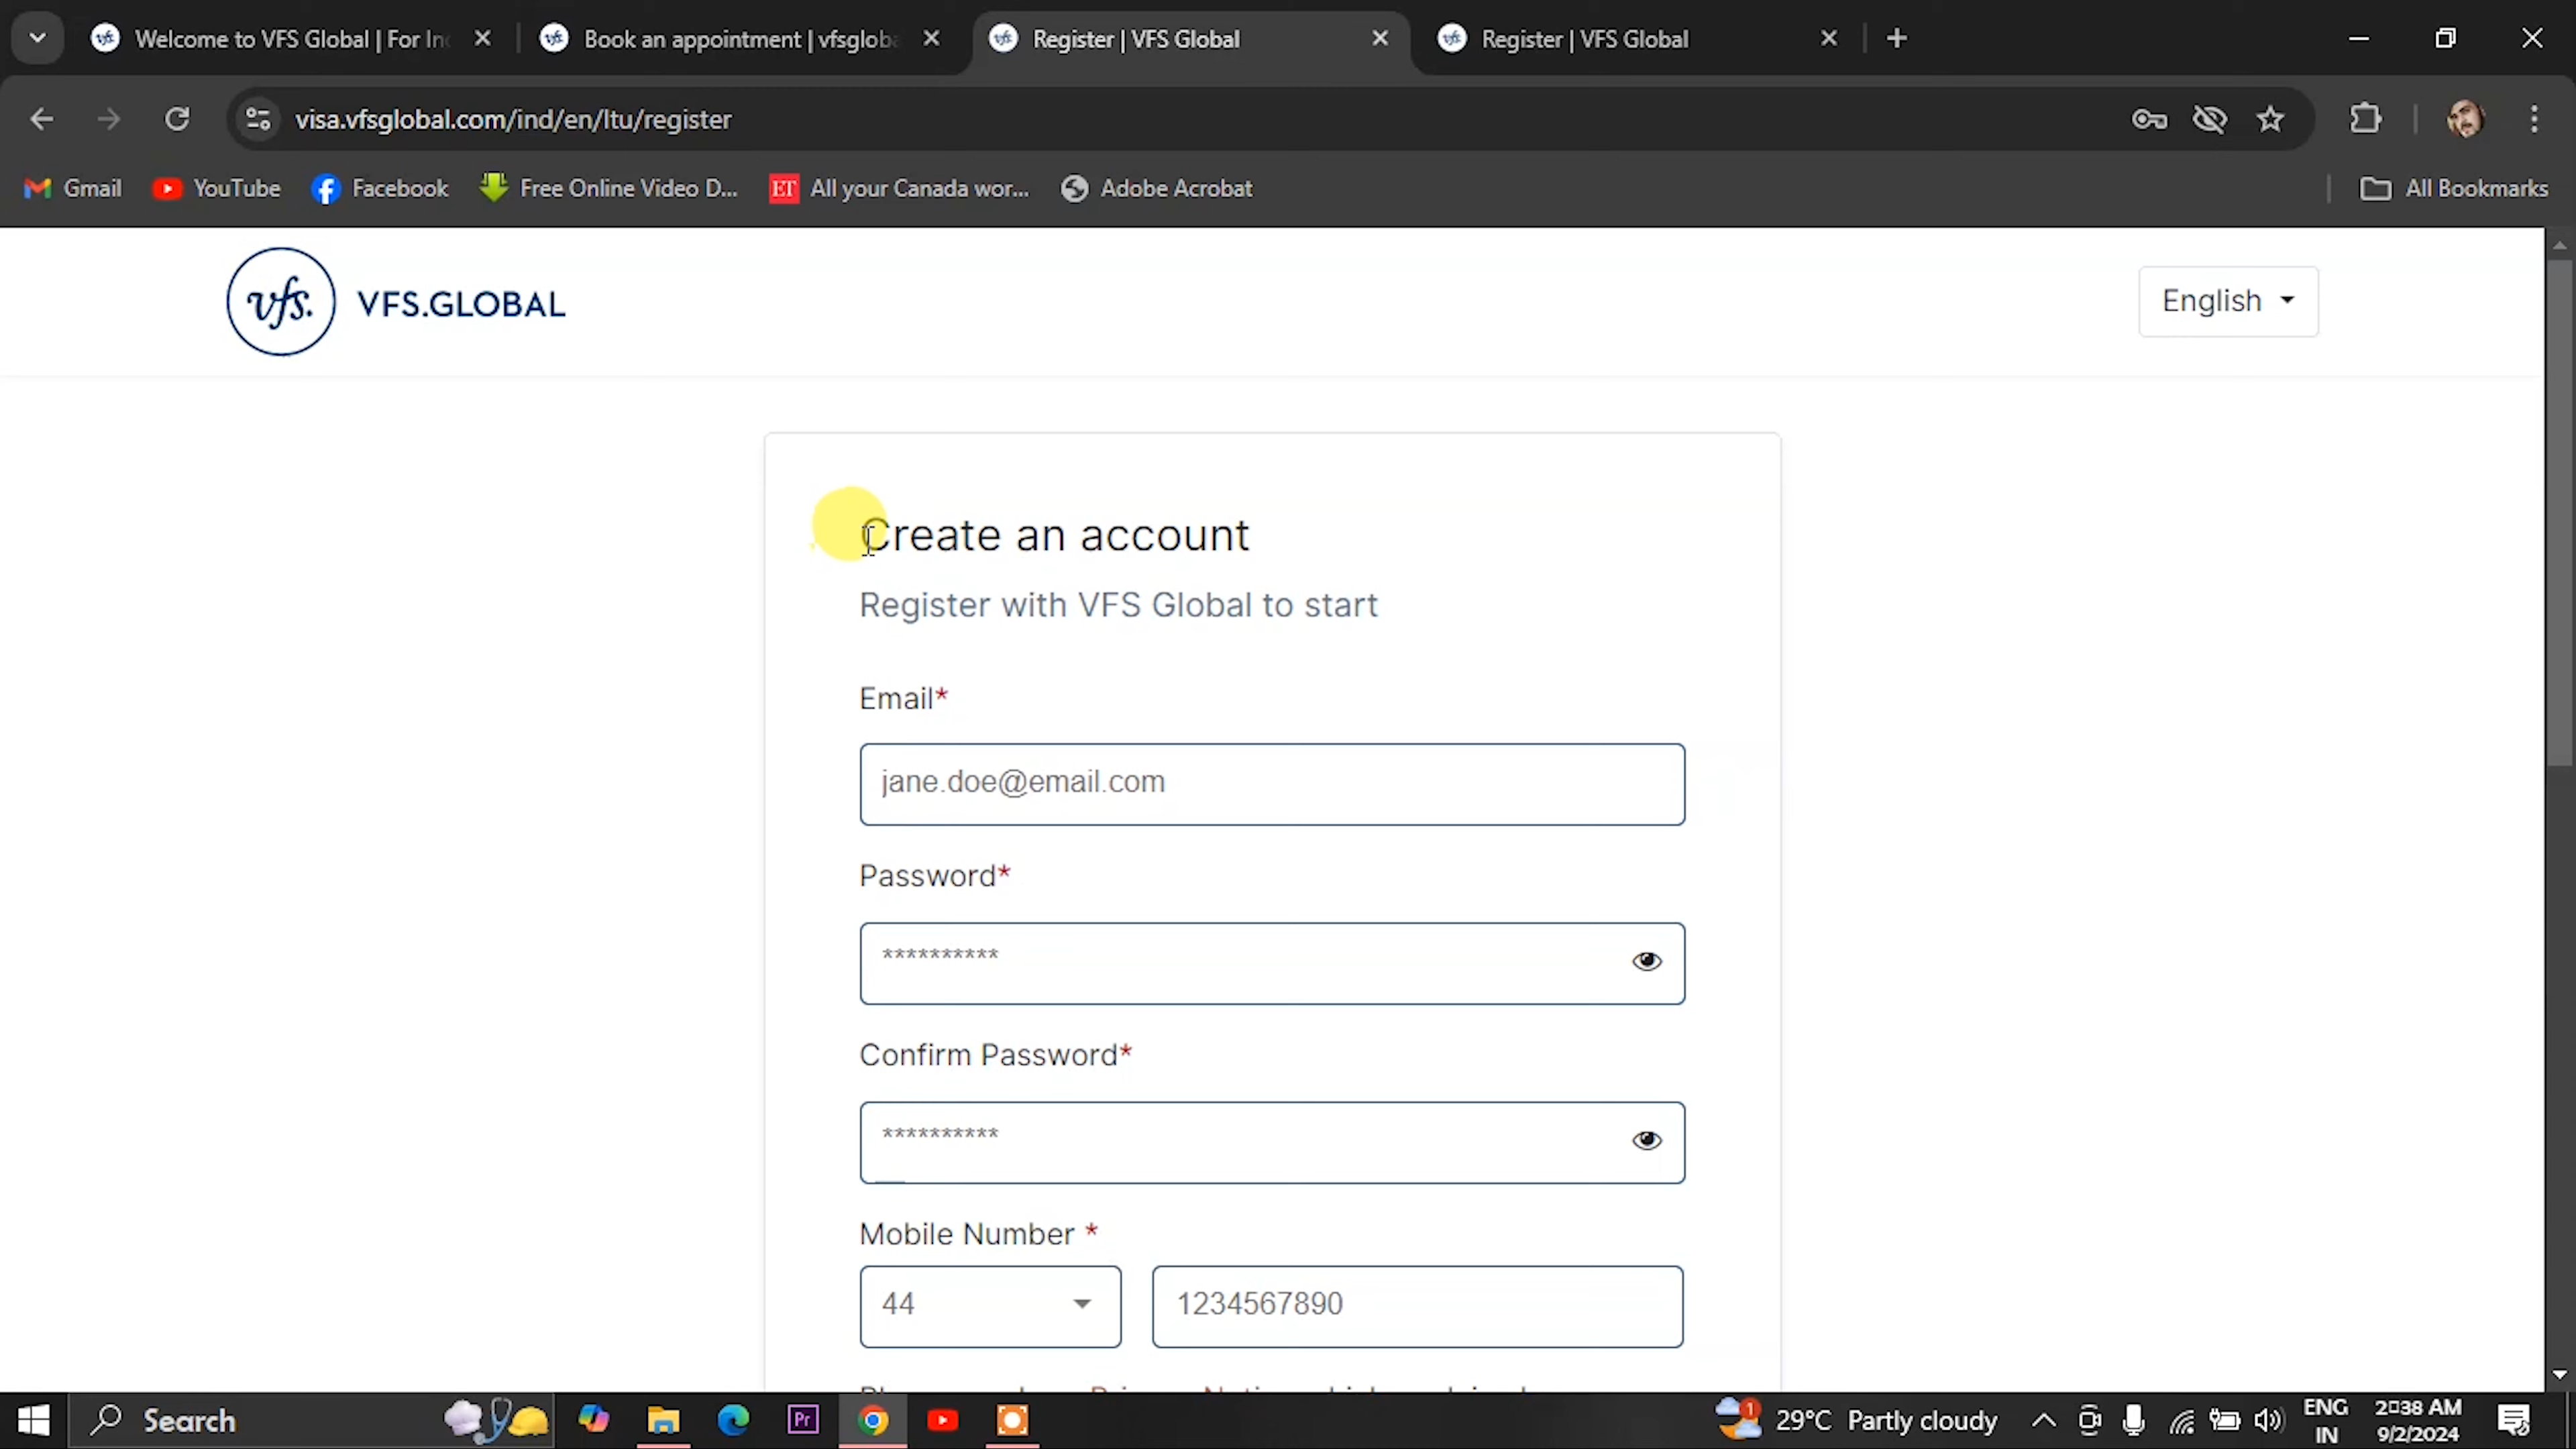 Welcome to VFS Global | For In
Book an appointment | vfsgloba
Register | VFS Global
Register | VFS Global
visa.vfsglobal.com/ind/en/ltu/register
Gmail
YouTube
Facebook
Free Online Video D...
ET
All your Canada wor...
Adobe Acrobat
All Bookmarks
vfs.
VFS.GLOBAL
English
Create an account
Register with VFS Global to start
Email*
jane.doe@email.com
Password*
**********
Confirm Password*
**********
Mobile Number *
44
1234567890
Search
Pr
1
29°C Partly cloudy
ENG
IN
2□38 AM
9/2/2024